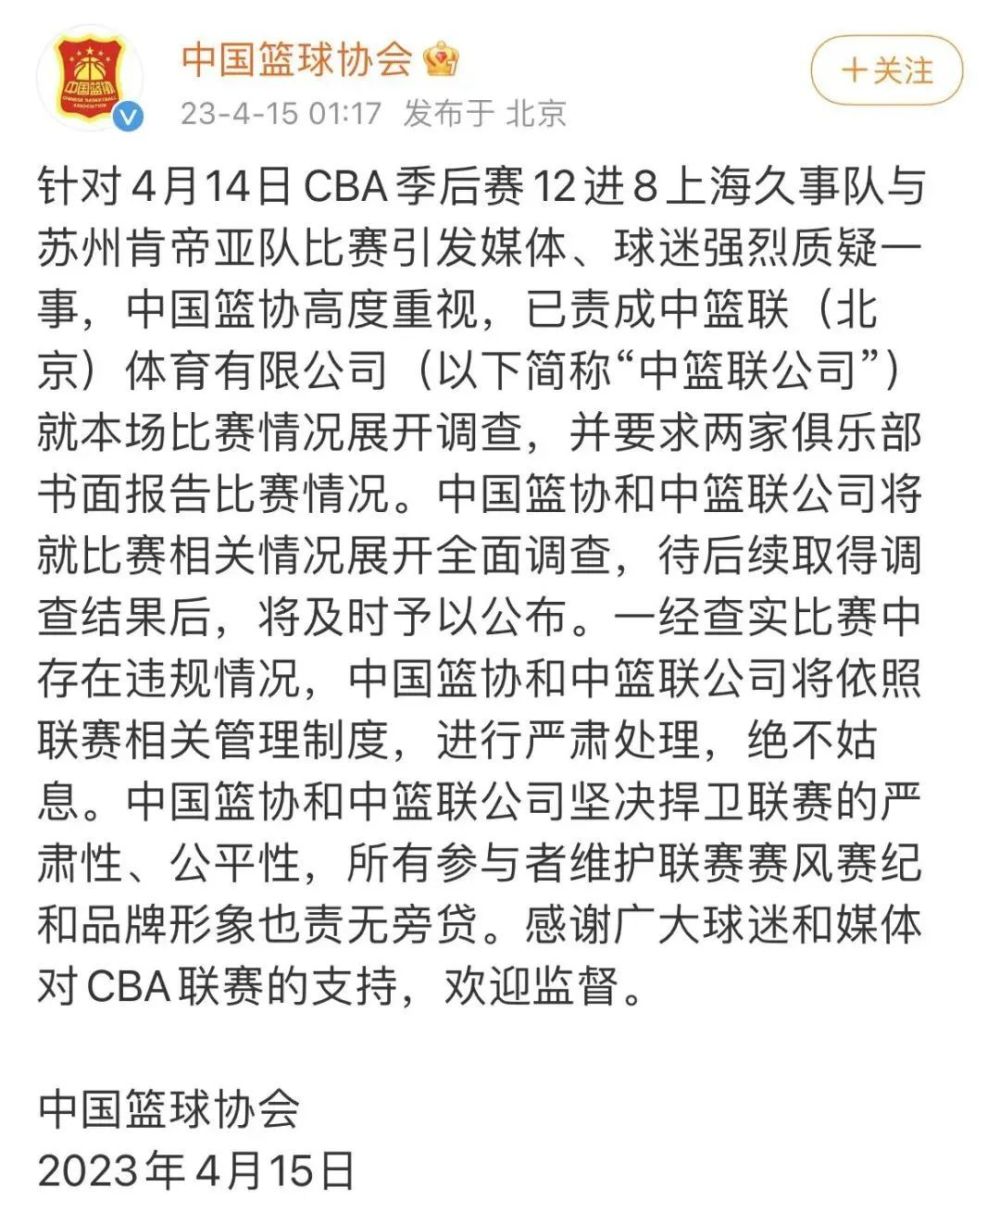 中国篮球协会
23-4-15 01:17 发布于 北京
+关注
中国篮协
CHINESE BASKETBALL
ASSOCIATION
针对4月14日CBA季后赛12进8上海久事队与
苏州肯帝亚队比赛引发媒体、球迷强烈质疑一
事，中国篮协高度重视，已责成中篮联（北
京）体育有限公司（以下简称“中篮联公司”）
就本场比赛情况展开调查，并要求两家俱乐部
书面报告比赛情况。中国篮协和中篮联公司将
就比赛相关情况展开全面调查，待后续取得调
查结果后，将及时予以公布。一经查实比赛中
存在违规情况，中国篮协和中篮联公司将依照
联赛相关管理制度，进行严肃处理，绝不姑
息。中国篮协和中篮联公司坚决捍卫联赛的严
肃性、公平性，所有参与者维护联赛赛风赛纪
和品牌形象也责无旁贷。感谢广大球迷和媒体
对CBA联赛的支持，欢迎监督。
中国篮球协会
2023年4月15日